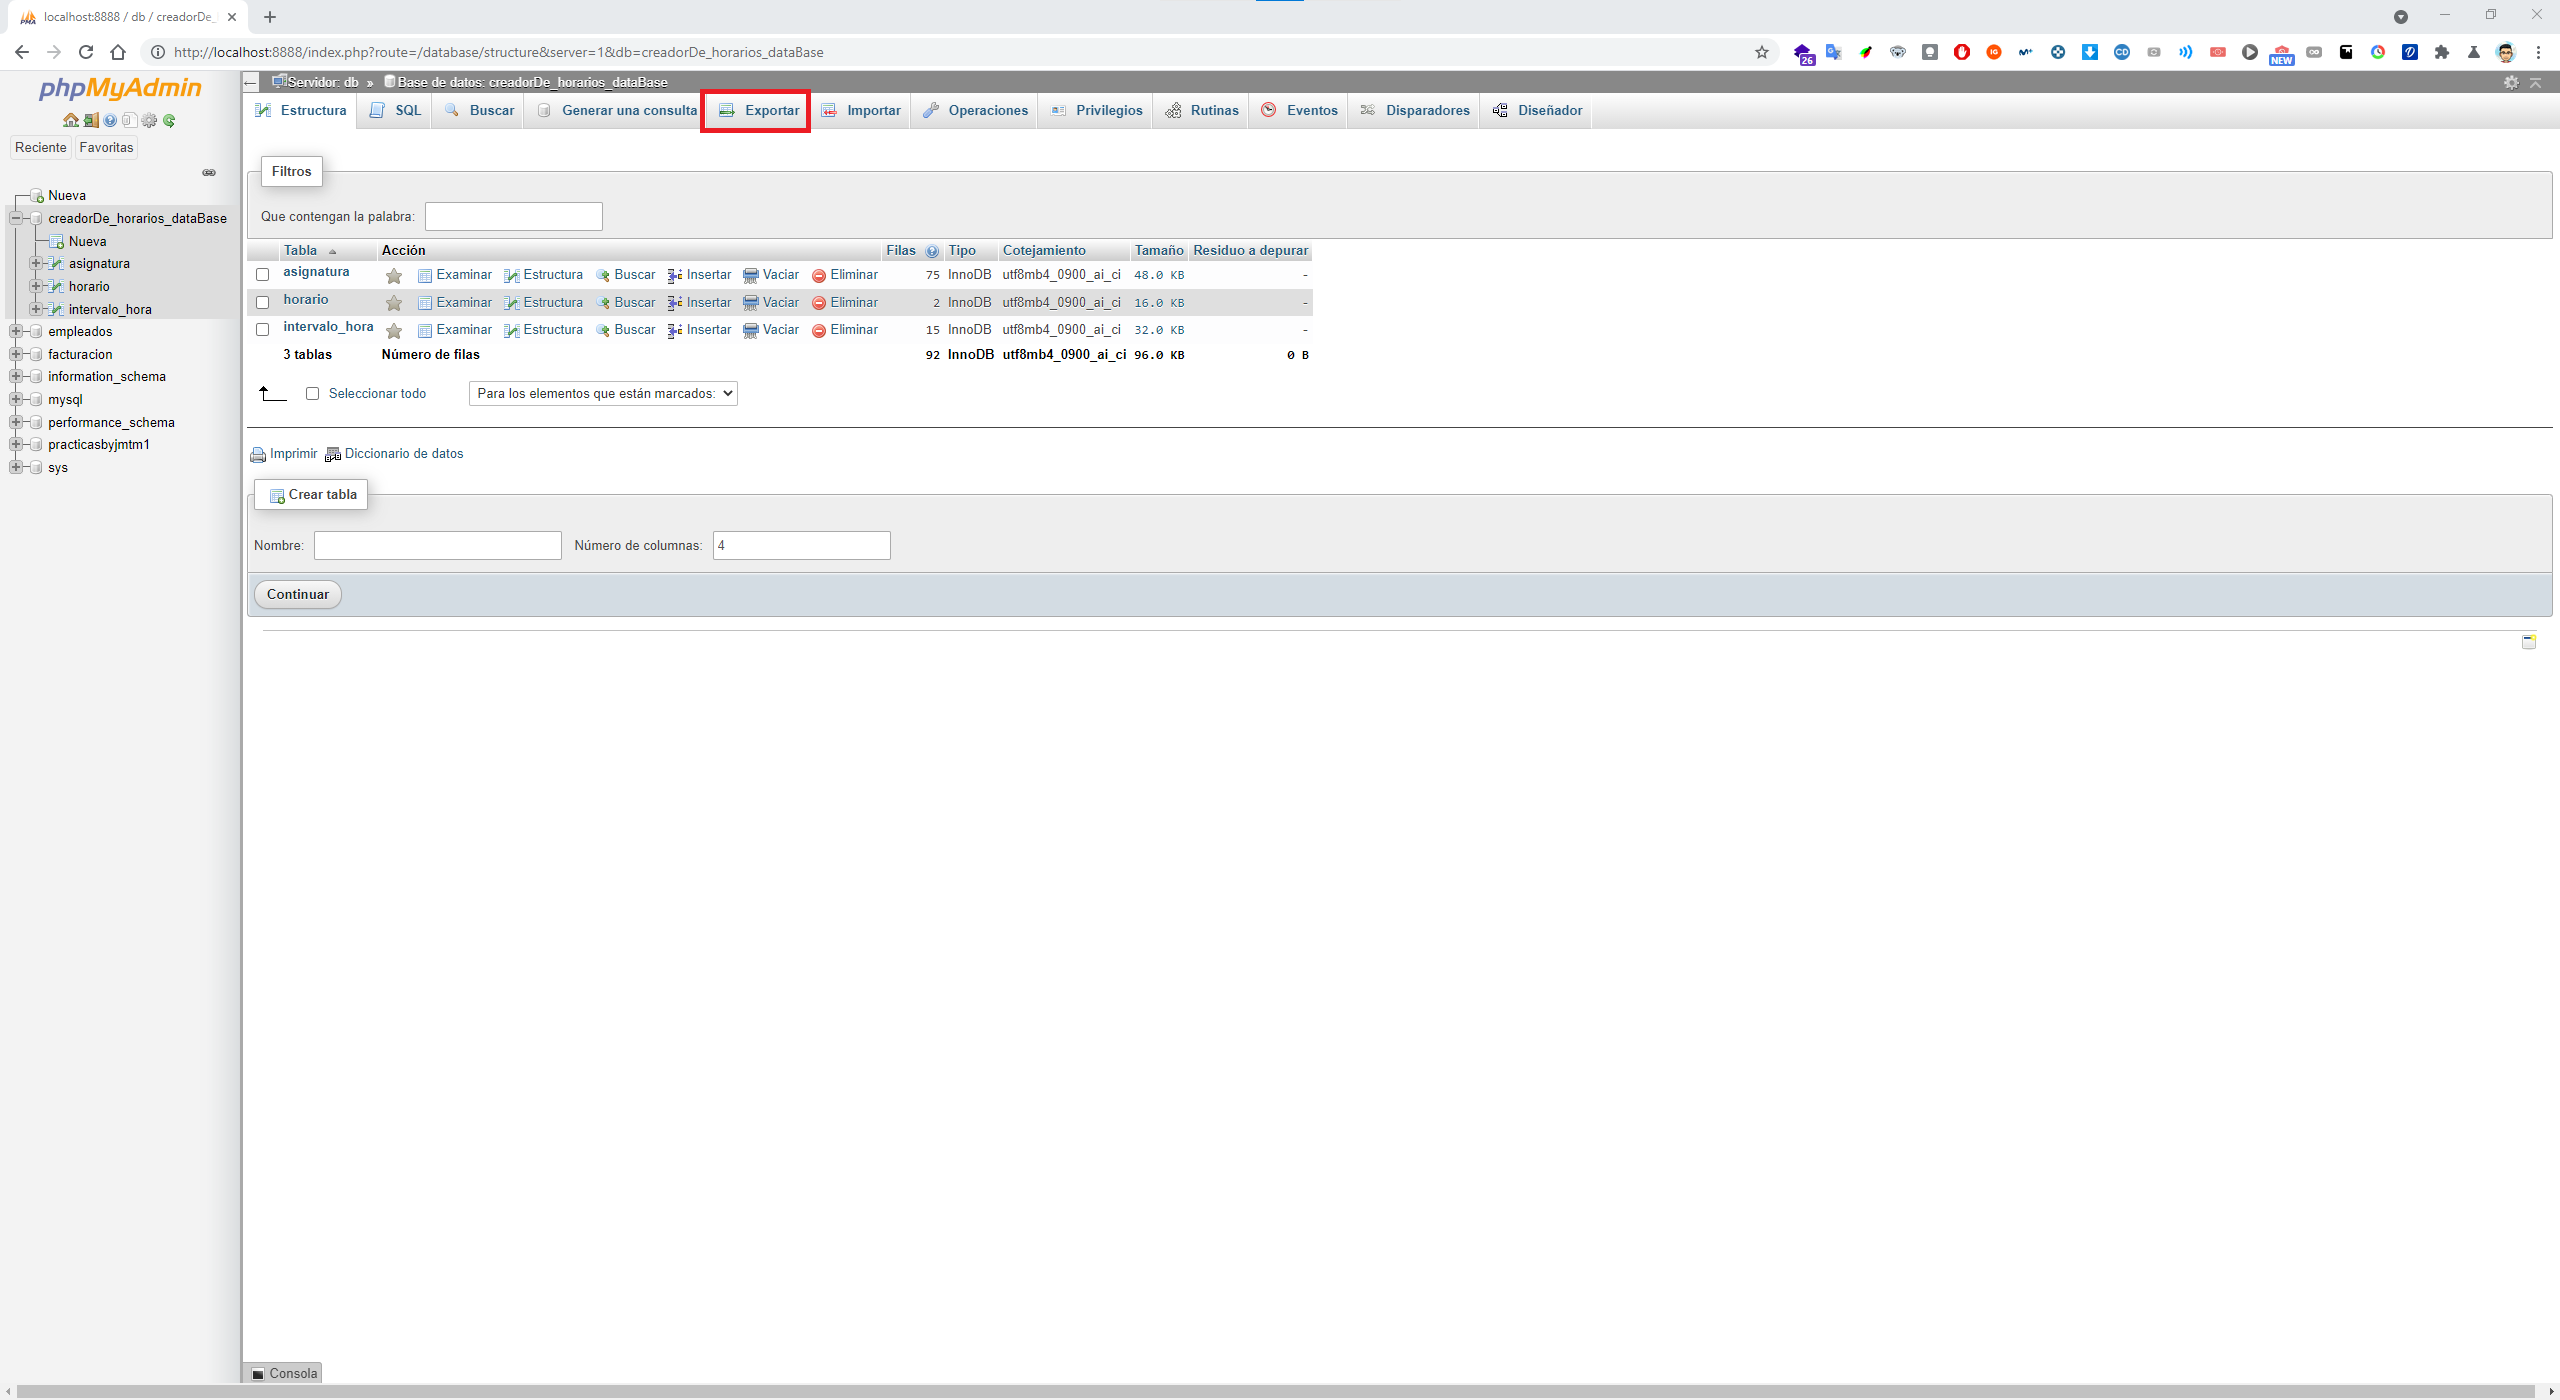 localhost:8888 / db / creadorDe_
http://localhost:8888/index.php?route=/database/structure&server=1&db=creadorDe_horarios_dataBase
26
NEW
phpMyAdmin
Reciente Favoritas
Nueva
creadorDe_horarios_dataBase
Nueva
asignatura
horario
intervalo_hora
empleados
facturacion
information_schema
mysql
performance_schema
practicasbyjmtm1
sys
Servidor: db » Base de datos: creadorDe_horarios_dataBase
Estructura SQL Buscar Generar una consulta Exportar Importar Operaciones Privilegios Rutinas Eventos Disparadores Diseñador
Filtros
Que contengan la palabra:
Tabla Acción Filas Tipo Cotejamiento Tamaño Residuo a depurar
asignatura Examinar Estructura Buscar Insertar Vaciar Eliminar 75 InnoDB utf8mb4_0900_ai_ci 48.0 KB -
horario Examinar Estructura Buscar Insertar Vaciar Eliminar 2 InnoDB utf8mb4_0900_ai_ci 16.0 KB -
intervalo_hora Examinar Estructura Buscar Insertar Vaciar Eliminar 15 InnoDB utf8mb4_0900_ai_ci 32.0 KB -
3 tablas Número de filas 92 InnoDB utf8mb4_0900_ai_ci 96.0 KB 0 B
Seleccionar todo Para los elementos que están marcados:
Imprimir Diccionario de datos
Crear tabla
Nombre: Número de columnas: 4
Continuar
Consola